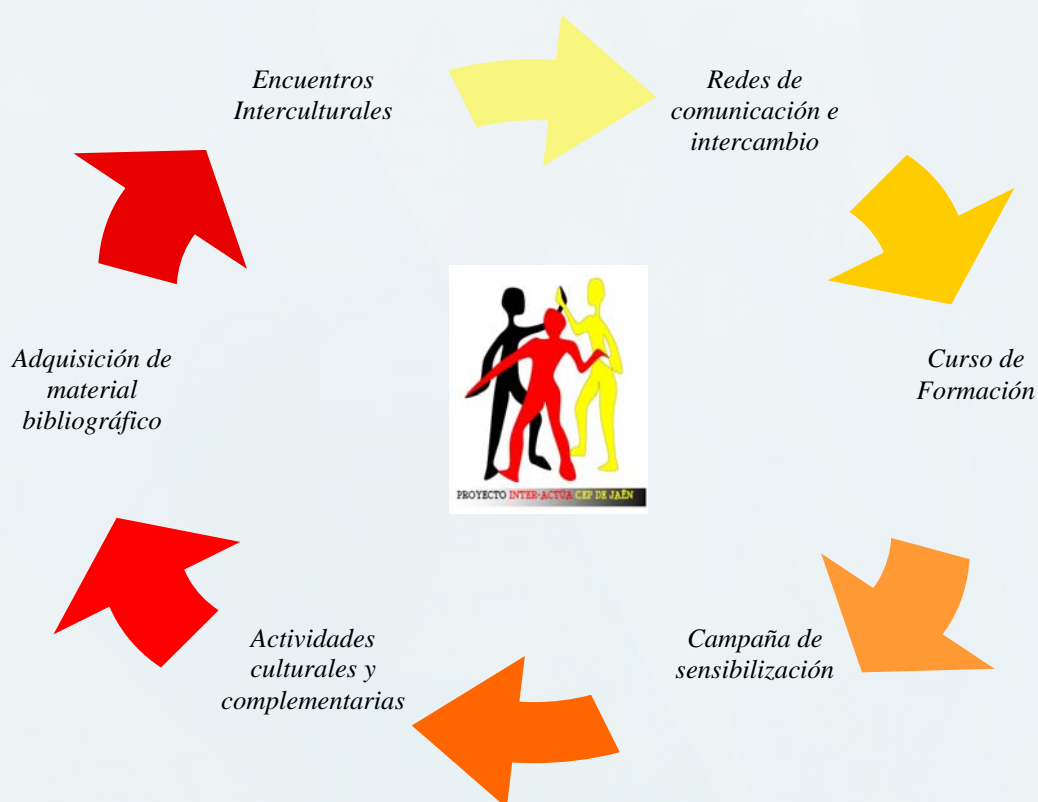 Encuentros
Interculturales
Redes de
comunicación e
intercambio
Curso de
Formación
Campaña de
sensibilización
Actividades
culturales y
complementarias
Adquisición de
material
bibliográfico
PROYECTO INTER-ACTÚA CEP DE JAÉN